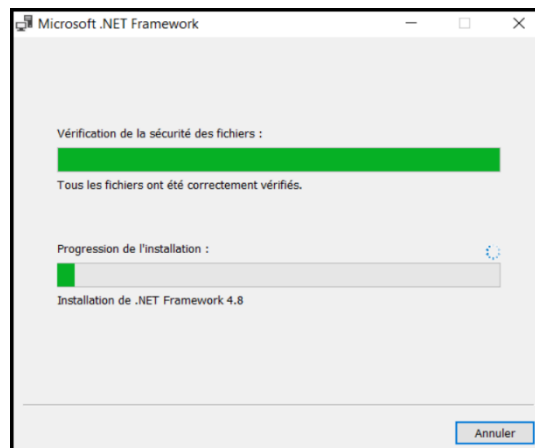 Microsoft .NET Framework
Vérification de la sécurité des fichiers :
Tous les fichiers ont été correctement vérifiés.
Progression de l'installation :
Installation de .NET Framework 4.8
Annuler